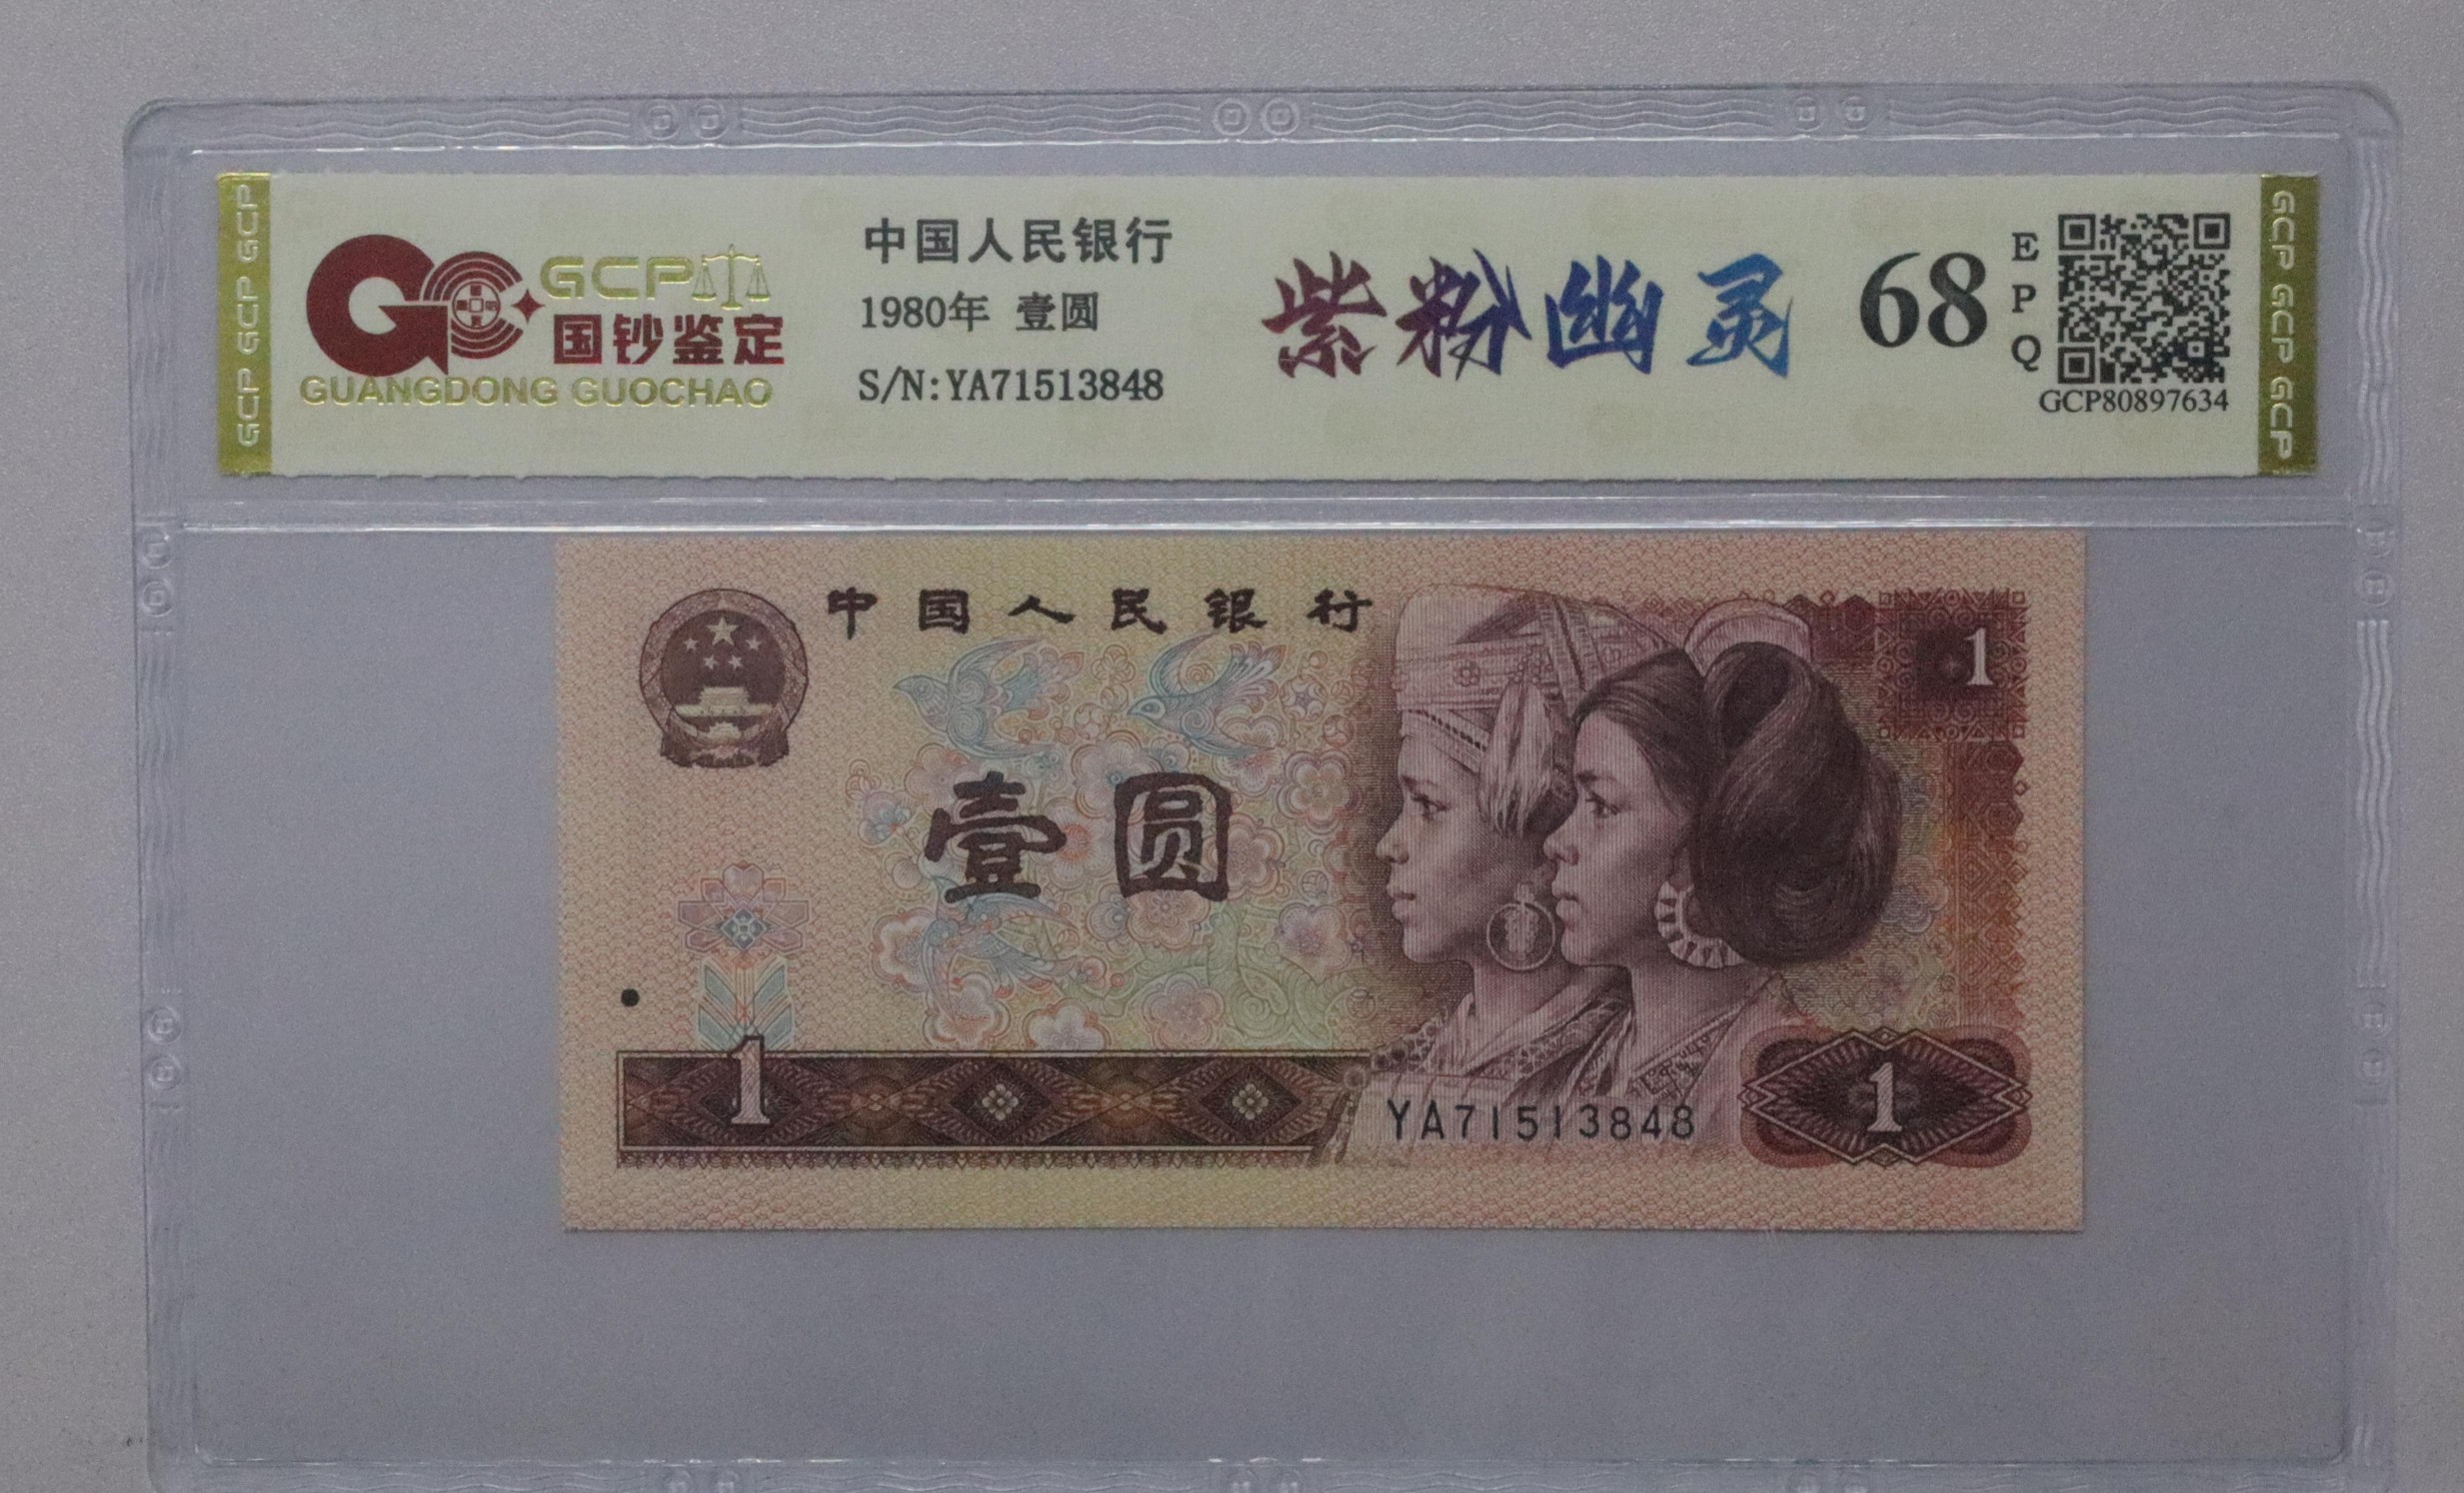 GCP GCP GCP
GCP
国钞鉴定
GUANGDONG GUOCHAO
中国人民银行
1980年 壹圆
S/N:YA71513848
紫粉幽灵
68
EPQ
GCP80897634
GCP GCP GCP
中国人民银行
1
壹圆
1
YA71513848
1